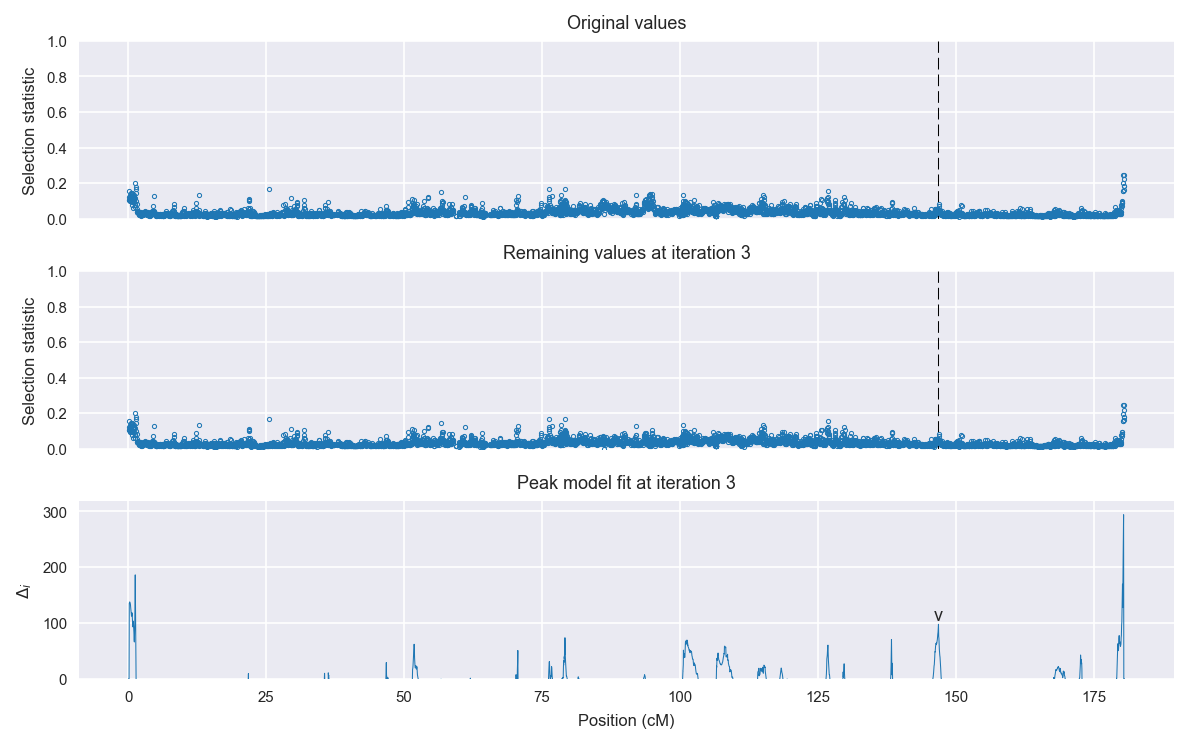 Original values
Selection statistic
1.0
0.8
0.6
0.4
0.2
0.0
Remaining values at iteration 3
Selection statistic
1.0
0.8
0.6
0.4
0.2
0.0
Peak model fit at iteration 3
Δi
300
200
100
0
v
0 25 50 75 100 125 150 175
Position (cM)